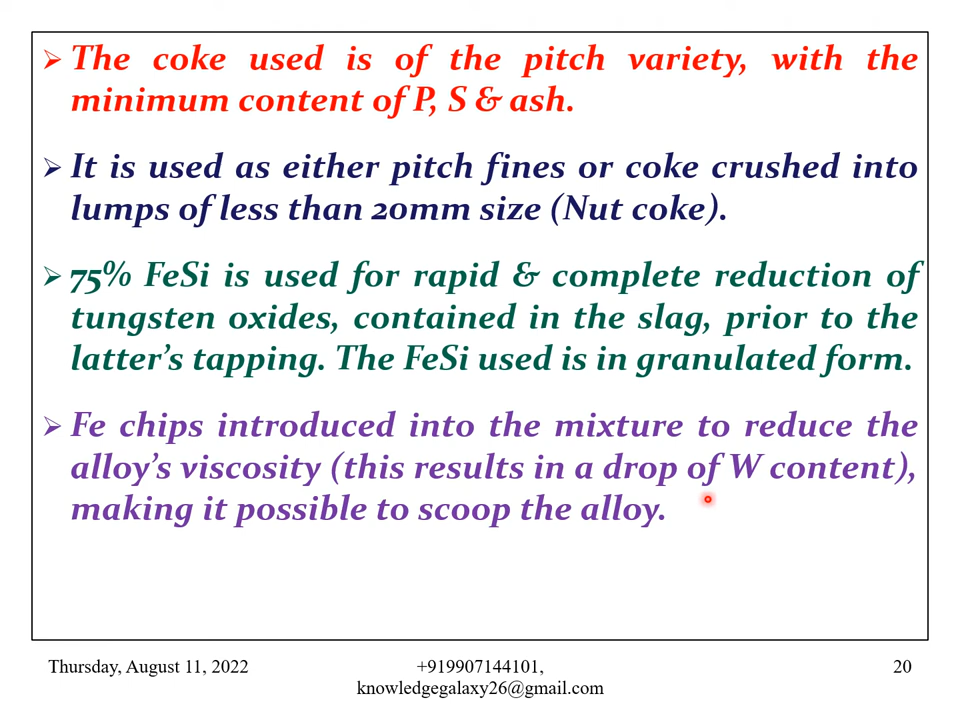 ➢ The coke used is of the pitch variety, with the
minimum content of P, S & ash.
➢ It is used as either pitch fines or coke crushed into
lumps of less than 20mm size (Nut coke).
➢ 75% FeSi is used for rapid & complete reduction of
tungsten oxides, contained in the slag, prior to the
latter’s tapping. The FeSi used is in granulated form.
➢ Fe chips introduced into the mixture to reduce the
alloy’s viscosity (this results in a drop of W content),
making it possible to scoop the alloy.
Thursday, August 11, 2022
+919907144101,
knowledgegalaxy26@gmail.com
20